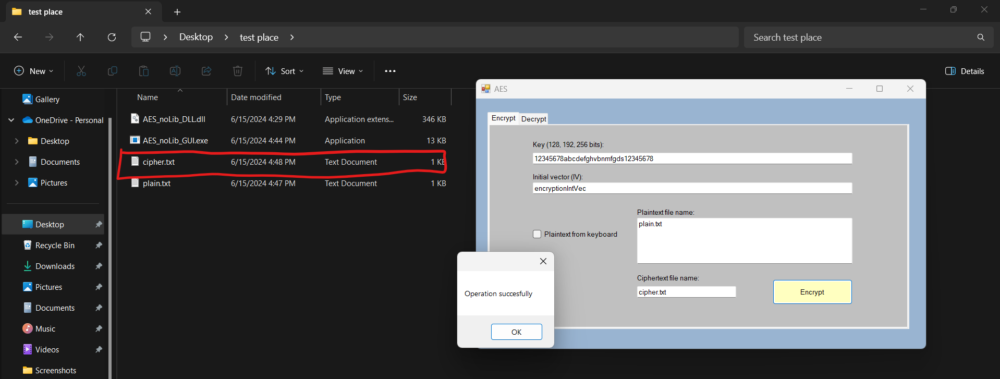 test place
Desktop > test place >
Search test place
New
Sort
View
Details
Gallery
OneDrive - Personal
Desktop
Documents
Pictures
Desktop
Recycle Bin
Downloads
Pictures
Documents
Music
Videos
Screenshots
Name Date modified Type Size
AES_noLib_DLL.dll 6/15/2024 4:29 PM Application extens... 346 KB
AES_noLib_GUI.exe 6/15/2024 4:44 PM Application 13 KB
cipher.txt 6/15/2024 4:48 PM Text Document 1 KB
plain.txt 6/15/2024 4:47 PM Text Document 1 KB
AES
Encrypt Decrypt
Key (128, 192, 256 bits):
12345678abcdefghvbnmfgds12345678
Initial vector (IV):
encryptionIntVec
Plaintext file name:
plain.txt
Plaintext from keyboard
Ciphertext file name:
cipher.txt
Encrypt
Operation succesfully
OK